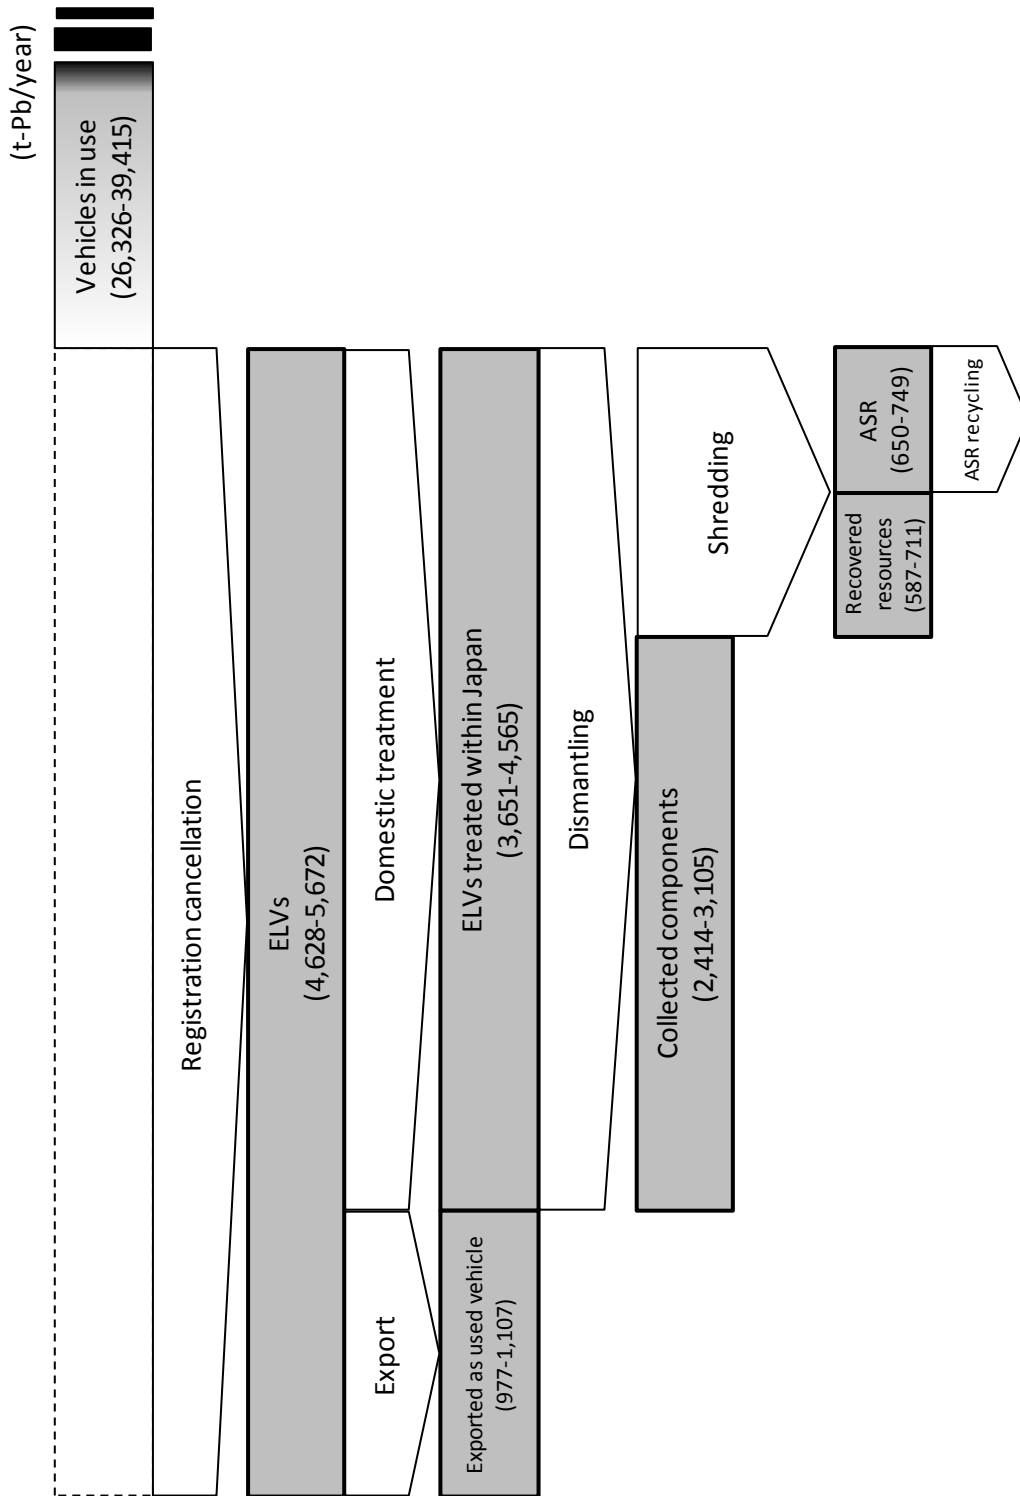 (t-Pb/year)
Vehicles in use
(26,326-39,415)
Registration cancellation
ELVs
(4,628-5,672)
Export
Domestic treatment
Exported as used vehicle
(977-1,107)
ELVs treated within Japan
(3,651-4,565)
Dismantling
Collected components
(2,414-3,105)
Shredding
Recovered
resources
(587-711)
ASR
(650-749)
ASR recycling